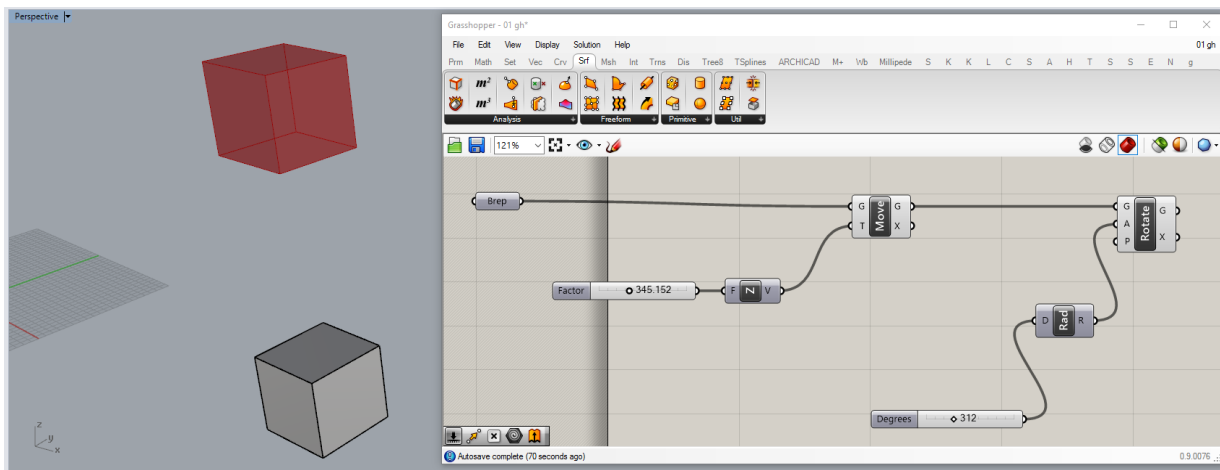 Perspective
z
y
x
Grasshopper - 01 gh*
File Edit View Display Solution Help 01 gh
Prm Math Set Vec Crv Srf Msh Int Trns Dis Tree8 TSplines ARCHICAD M+ Wb Millipede S K K L C S A H T S S E N g
m²
m³
Analysis Freeform Primitive Util
121%
Brep
G Move G
T X
G Rotate G
A
P X
Factor 345.152
F Z V
D Rad R
Degrees 312
Autosave complete (70 seconds ago) 0.9.0076